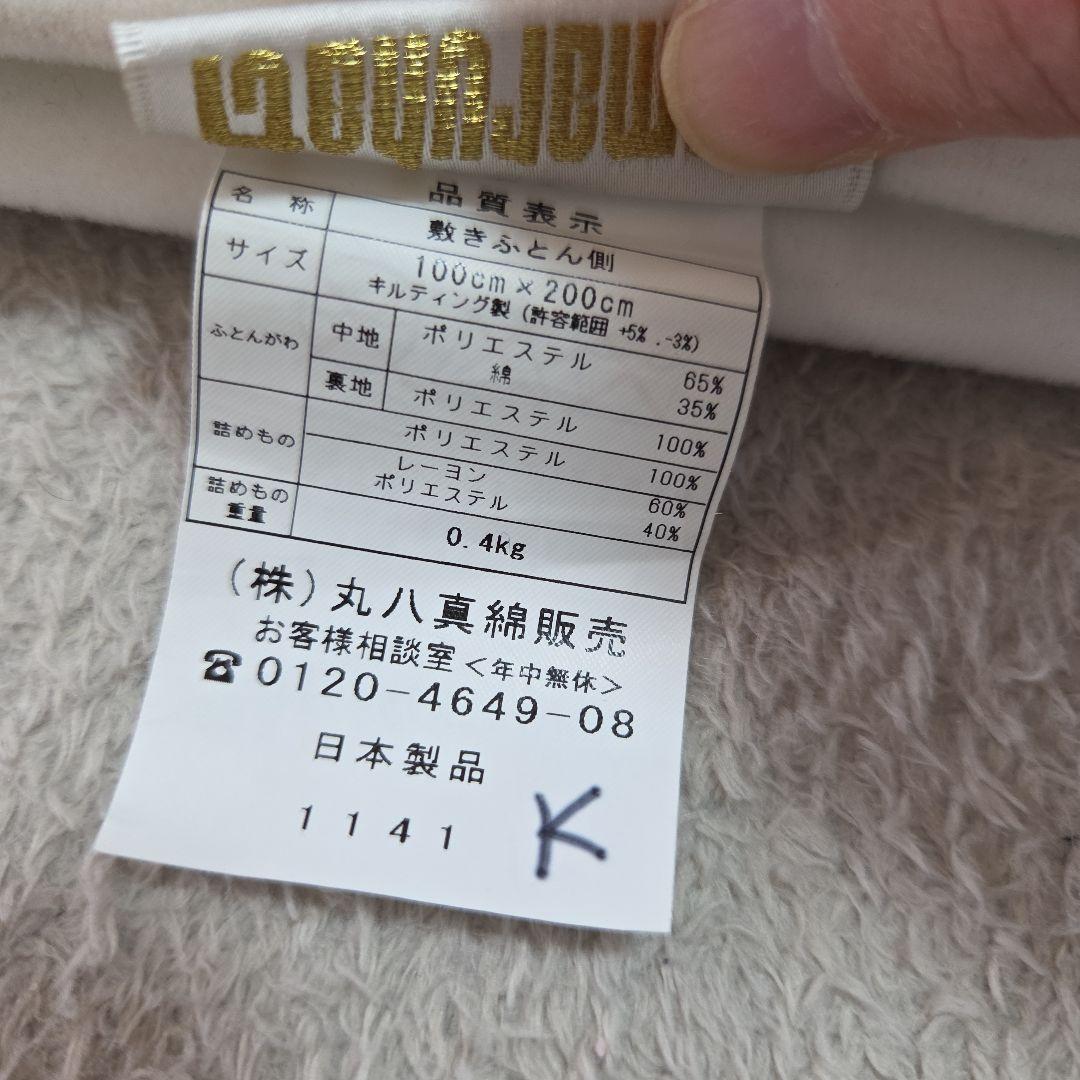 品質表示
名称 敷きふとん側
サイズ 100cm×200cm
キルティング製 (許容範囲 +5% .-3%)
ふとんがわ 中地 ポリエステル 65%
綿 35%
裏地 ポリエステル 100%
詰めもの ポリエステル 100%
レーヨン 60%
ポリエステル 40%
詰めもの重量 0.4kg
(株)丸八真綿販売
お客様相談室<年中無休>
☎0120-4649-08
日本製品
1141
K